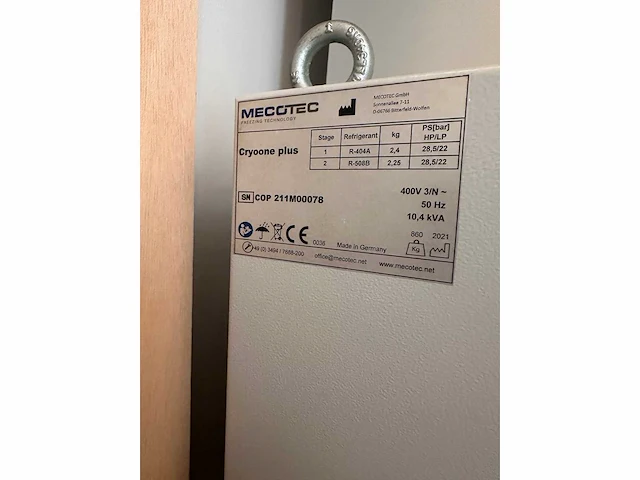 MECOTEC
FREEZING TECHNOLOGY
MECOTEC GmbH
Sonnenallee 7-11
D-06766 Bitterfeld-Wolfen
Cryoone plus
Stage Refrigerant kg PS[bar] HP/LP
1 R-404A 2,4 28,5/22
2 R-508B 2,25 28,5/22
SN COP 211M00078
400V 3/N ~
50 Hz
10,4 kVA
CE 0036 Made in Germany
860 2021
Kg
+49 (0) 3494 / 7688-200 office@mecotec.net www.mecotec.net